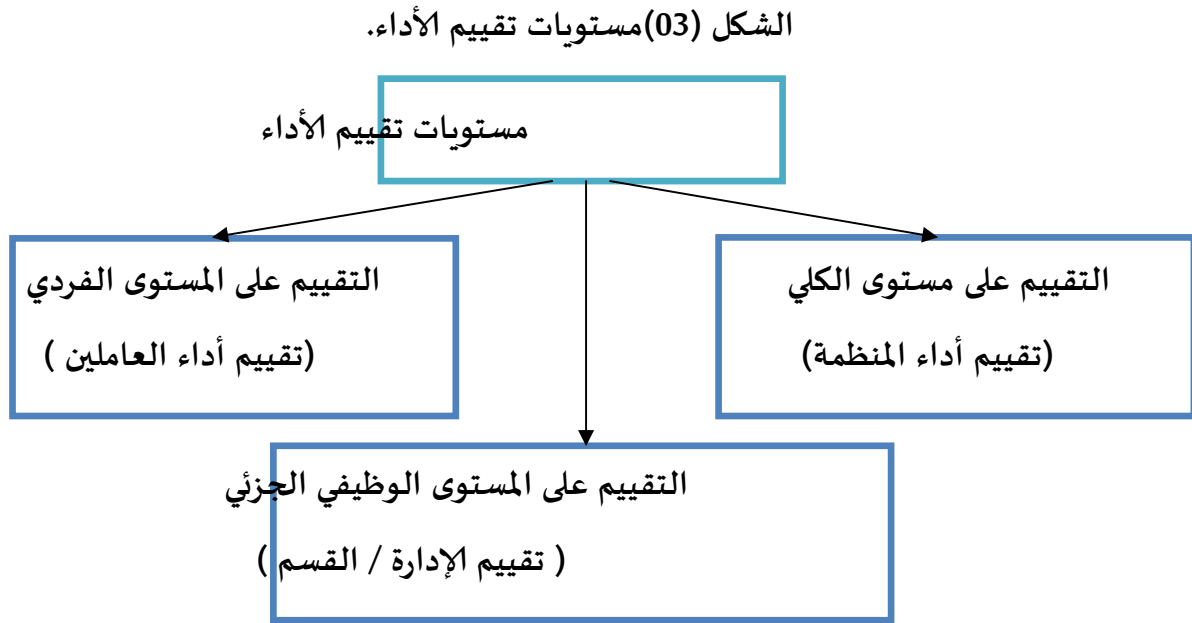 الشكل (03)مستويات تقييم الأداء.
مستويات تقييم الأداء
التقييم على مستوى الكلي
(تقييم أداء المنظمة)
التقييم على المستوى الفردي
(تقييم أداء العاملين )
التقييم على المستوى الوظيفي الجزئي
( تقييم الإدارة / القسم )